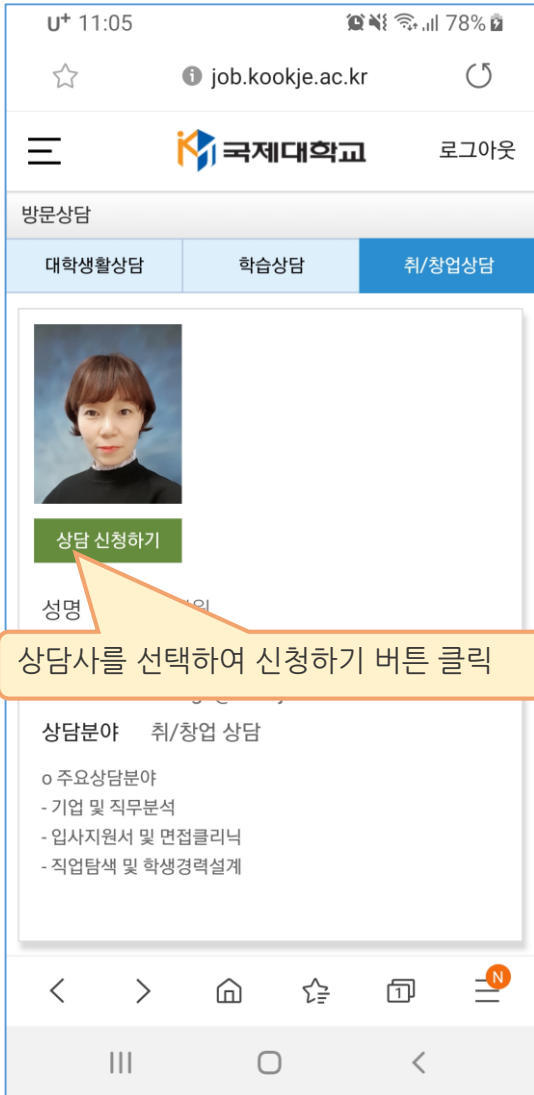 U+ 11:05 78%
job.kookje.ac.kr
국제대학교 로그아웃
방문상담
대학생활상담 학습상담 취/창업상담
상담 신청하기
성명
상담사를 선택하여 신청하기 버튼 클릭
상담분야 취/창업 상담
o 주요상담분야
- 기업 및 직무분석
- 입사지원서 및 면접클리닉
- 직업탐색 및 학생경력설계
1 N